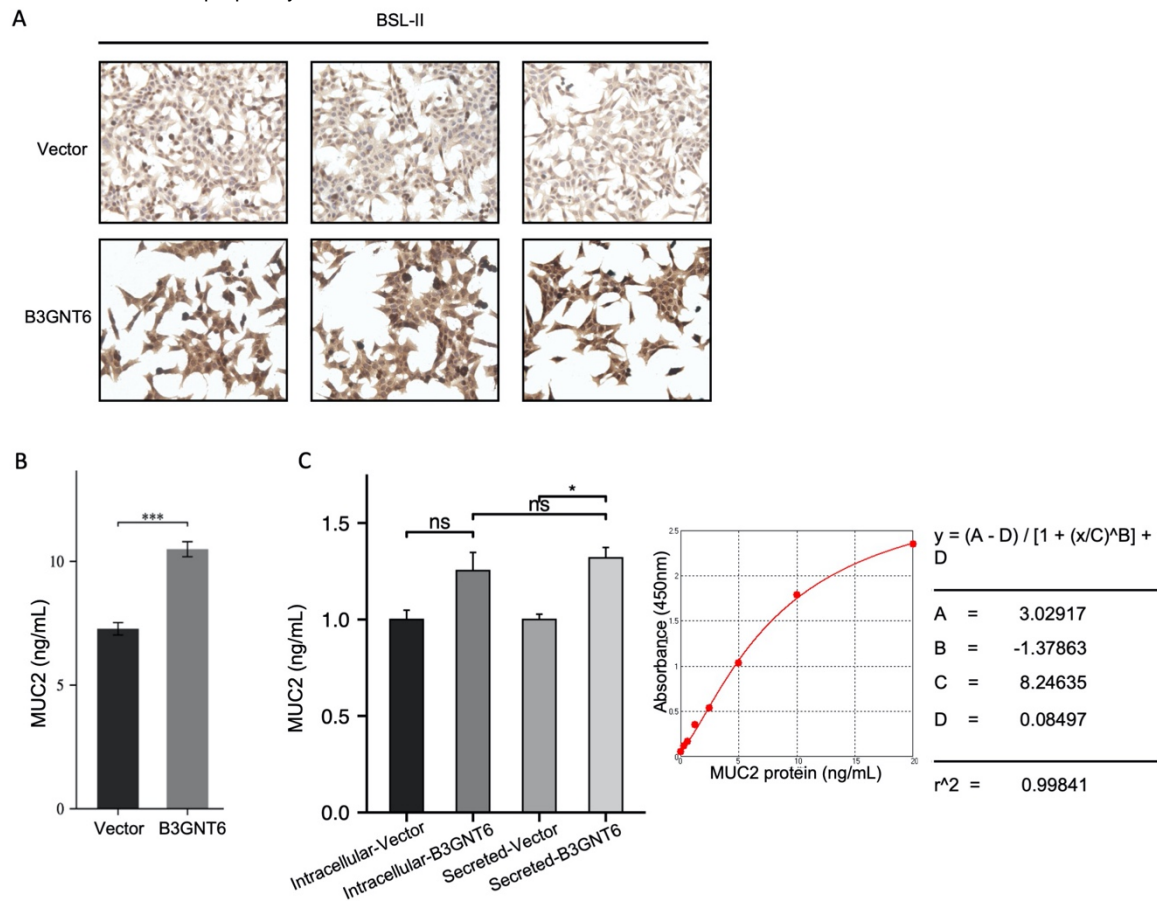 A
BSL-II
Vector
B3GNT6
B
MUC2 (ng/mL)
10
5
0
***
Vector
B3GNT6
C
MUC2 (ng/mL)
1.5
1.0
0.5
0.0
ns
ns
*
Intracellular-Vector
Intracellular-B3GNT6
Secreted-Vector
Secreted-B3GNT6
Absorbance (450nm)
2.5
2
1.5
1
0.5
0
0
5
10
15
20
MUC2 protein (ng/mL)
y = (A - D) / [1 + (x/C)^B] +
D
A = 3.02917
B = -1.37863
C = 8.24635
D = 0.08497
r^2 = 0.99841